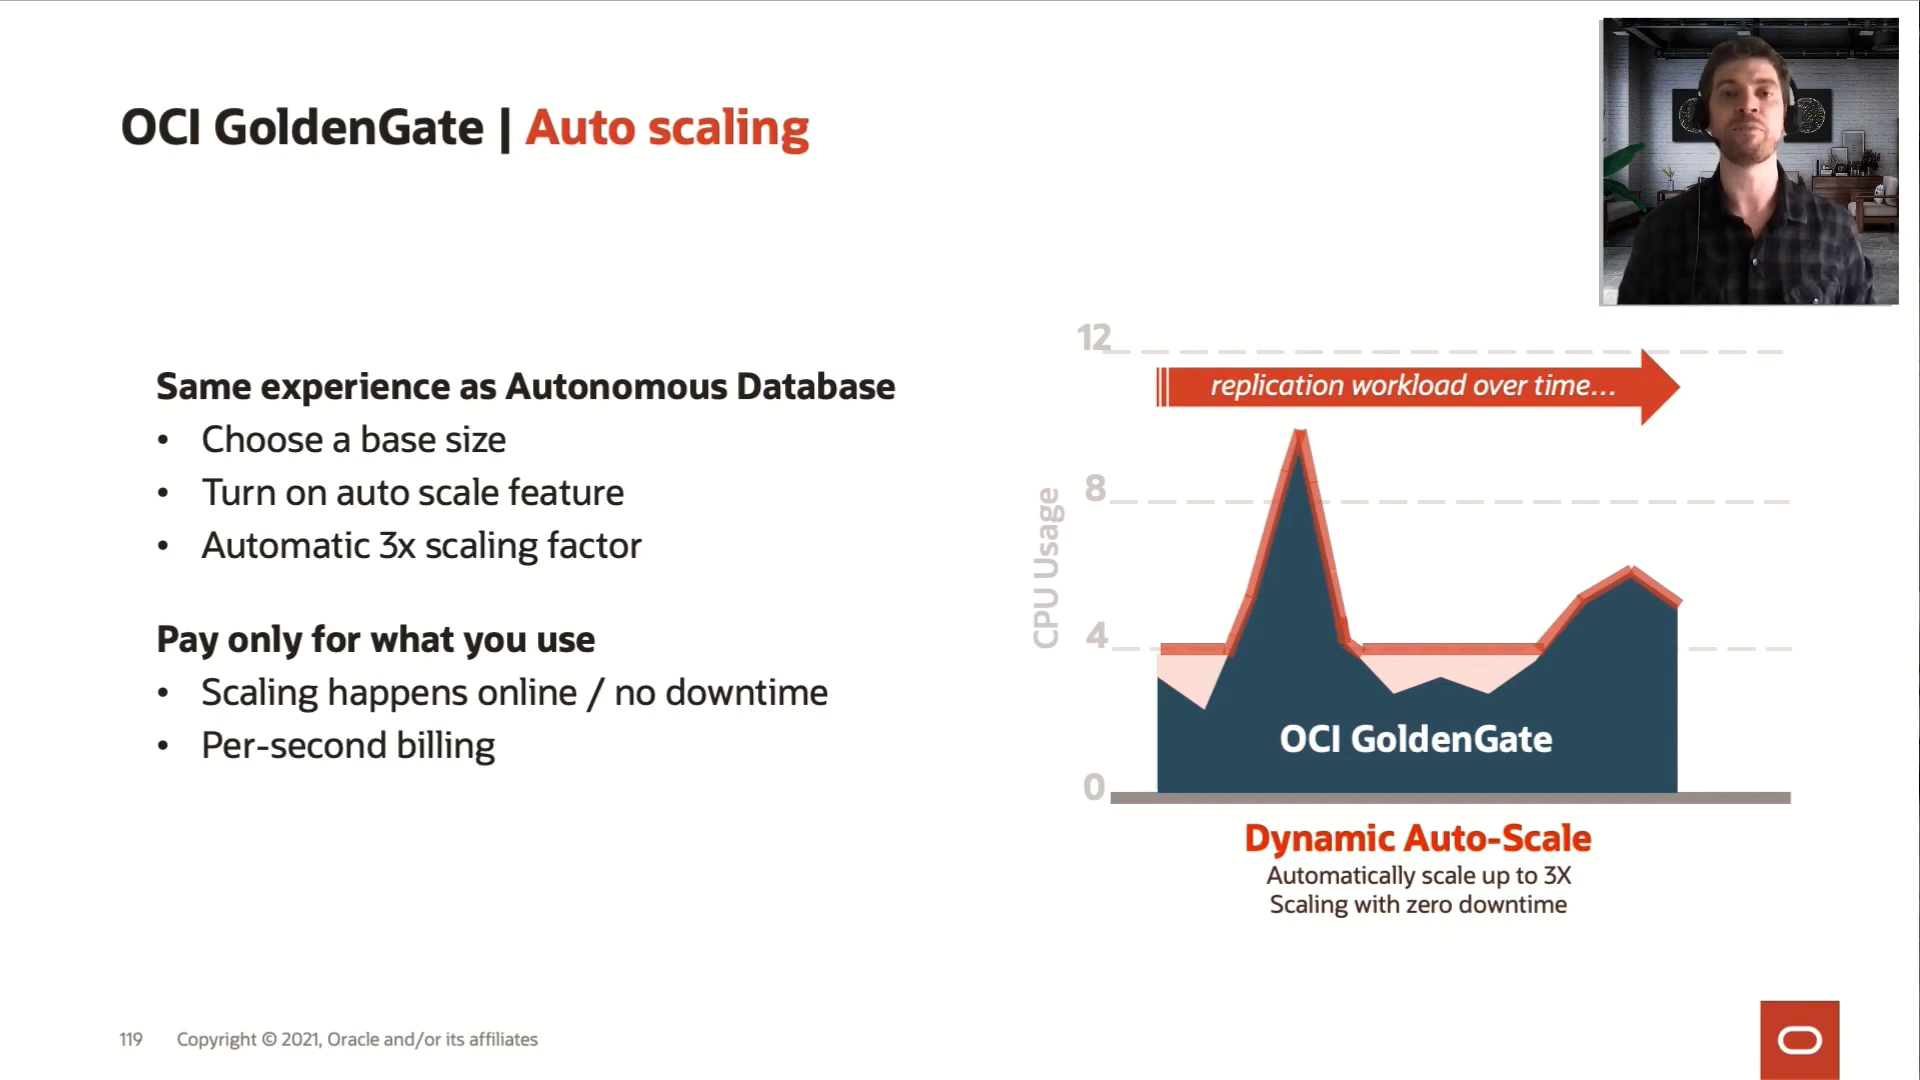 OCI GoldenGate | Auto scaling
Same experience as Autonomous Database
• Choose a base size
• Turn on auto scale feature
• Automatic 3x scaling factor
Pay only for what you use
• Scaling happens online / no downtime
• Per-second billing
12
replication workload over time...
8
CPU Usage
4
OCI GoldenGate
0
Dynamic Auto-Scale
Automatically scale up to 3X
Scaling with zero downtime
119 Copyright © 2021, Oracle and/or its affiliates